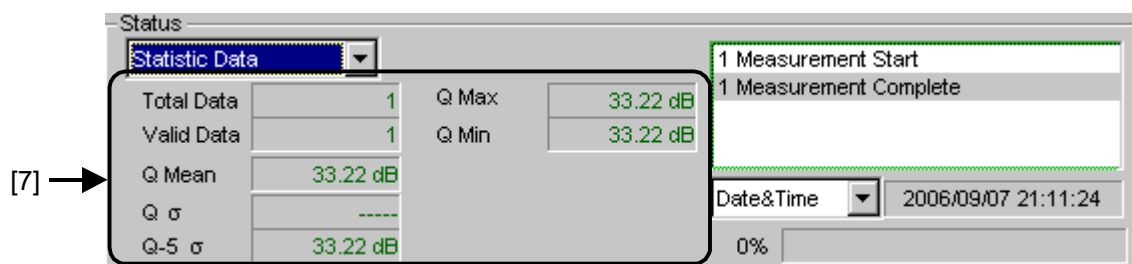 Status
Statistic Data
Total Data 1 Q Max 33.22 dB
Valid Data 1 Q Min 33.22 dB
Q Mean 33.22 dB
Q σ -----
Q-5 σ 33.22 dB
[7]
1 Measurement Start
1 Measurement Complete
Date&Time 2006/09/07 21:11:24
0%